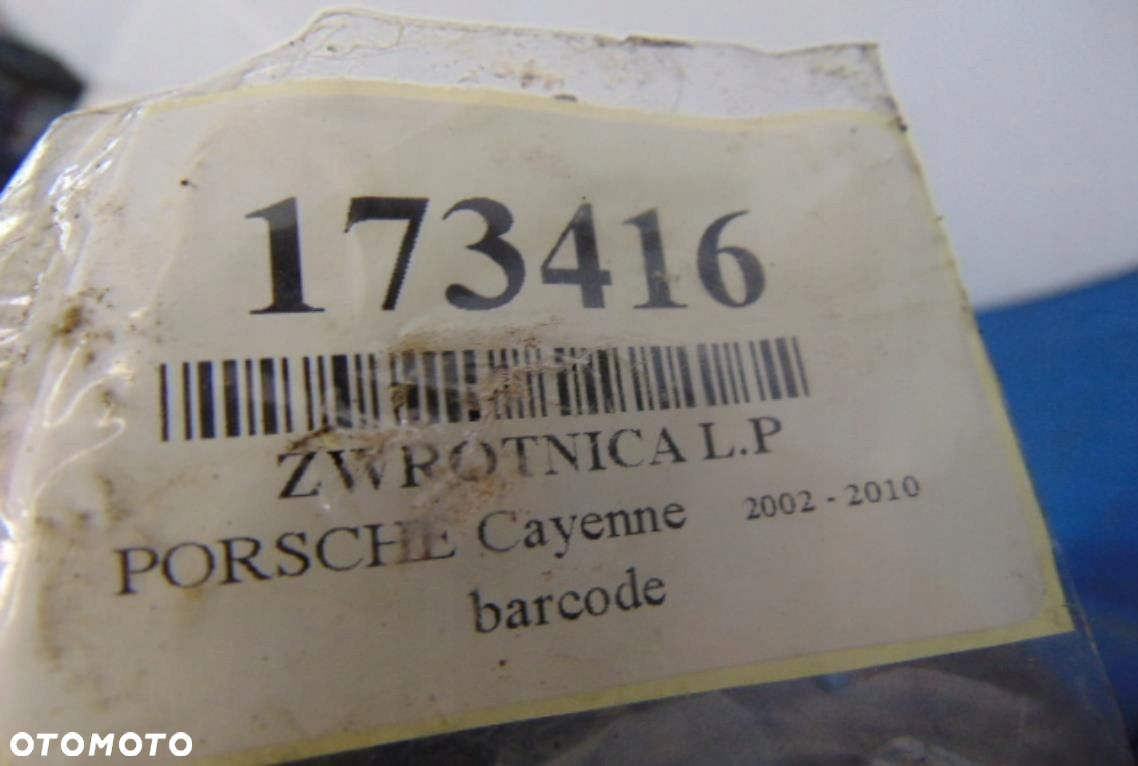 173416
ZWROTNICA L.P
PORSCHE Cayenne 2002 - 2010
barcode
OTOMOTO